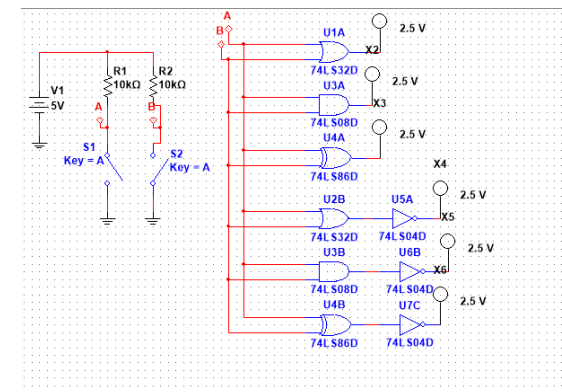 A
B
U1A
2.5 V
X2
74LS32D
U3A
2.5 V
X3
74LS08D
U4A
2.5 V
74LS86D
X4
V1
5V
R1
10kΩ
R2
10kΩ
A
B
S1
Key = A
S2
Key = A
U2B
U5A
2.5 V
X5
74LS32D
74LS04D
U3B
U6B
2.5 V
X6
74LS08D
74LS04D
U4B
U7C
2.5 V
74LS86D
74LS04D